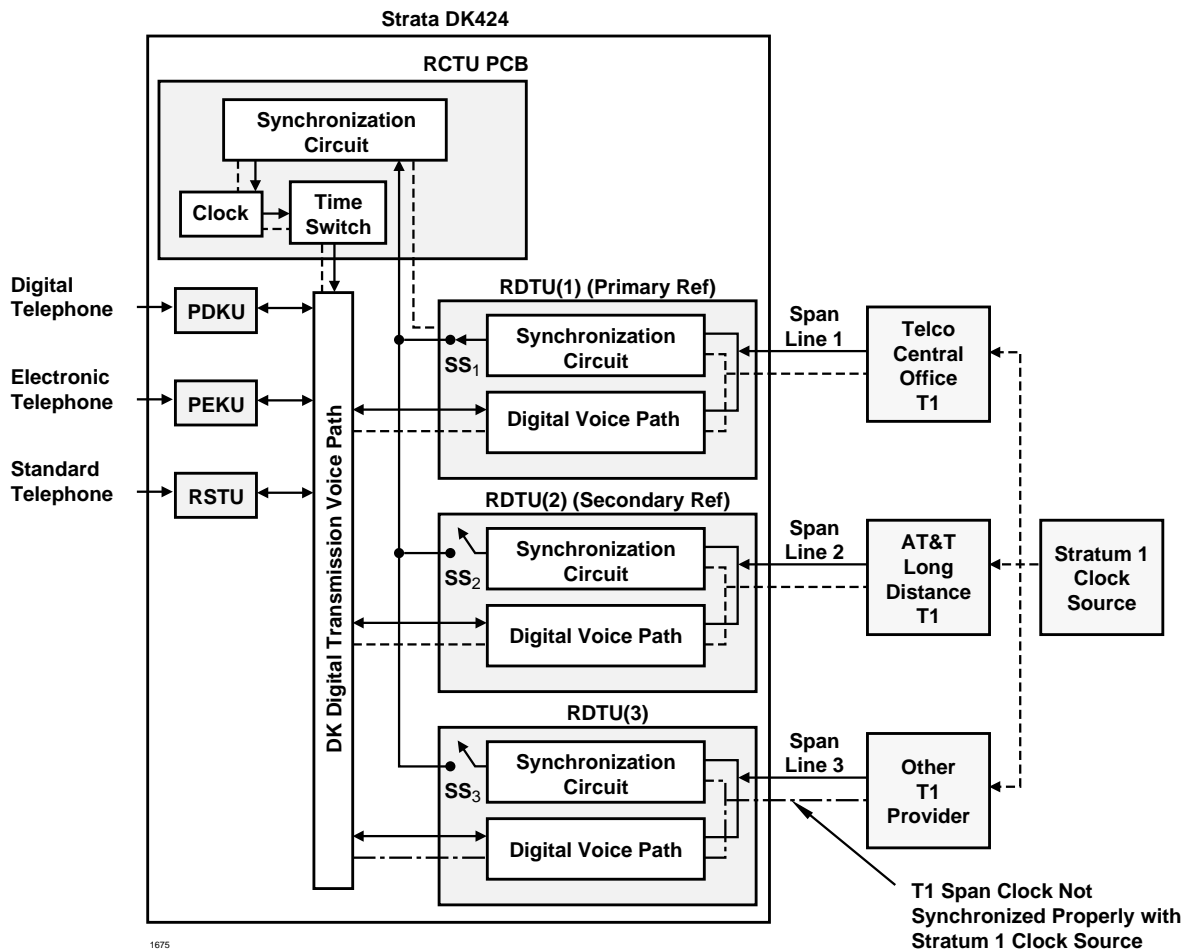 Strata DK424
RCTU PCB
Synchronization
Circuit
Clock
Time
Switch
Digital
Telephone
PDKU
Electronic
Telephone
PEKU
Standard
Telephone
RSTU
DK Digital Transmission Voice Path
RDTU(1) (Primary Ref)
Synchronization
Circuit
SS1
Digital Voice Path
Span
Line 1
Telco
Central
Office
T1
RDTU(2) (Secondary Ref)
Synchronization
Circuit
SS2
Digital Voice Path
Span
Line 2
AT&T
Long
Distance
T1
Stratum 1
Clock
Source
RDTU(3)
Synchronization
Circuit
SS3
Digital Voice Path
Span
Line 3
Other
T1
Provider
T1 Span Clock Not
Synchronized Properly with
Stratum 1 Clock Source
1675